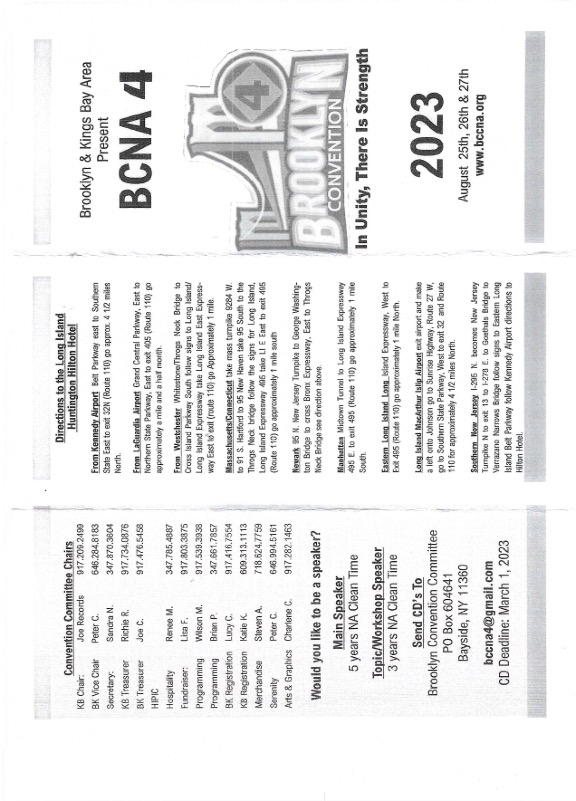 Convention Committee Chairs
KB Chair: Joe Records 917.209.2499
BK Vice Chair Peter C. 646.284.8183
Secretary: Sandra N. 347.870.3604
KB Treasurer Richie R. 917.734.0876
BK Treasurer Joe C. 917.476.5458
HPIC
Hospitality Renee M. 347.785.4887
Fundraiser: Lisa F. 917.803.3875
Programming Wilson M. 917.539.3938
Programming Brian P. 347.661.7857
BK Registration Lucy C. 917.416.7554
KB Registration Katie K. 609.313.1113
Merchandise Steven A. 718.624.7759
Serenity Peter C. 646.994.5161
Arts & Graphics Charlene C. 917.282.1463
Would you like to be a speaker?
Main Speaker
5 years NA Clean Time
Topic/Workshop Speaker
3 years NA Clean Time
Send CD's To
Brooklyn Convention Committee
PO Box 604641
Bayside, NY 11360
bccna4@gmail.com
CD Deadline: March 1, 2023
Directions to the Long Island
Huntington Hilton Hotel
From Kennedy Airport Belt Parkway east to Southern
State East to exit 32N (Route 110) go approx. 4 1/2 miles
North.
From LaGuardia Airport Grand Central Parkway, East to
Northern State Parkway, East to exit 40S (Route 110) go
approximately a mile and a half north.
From Westchester Whitestone/Throgs Neck Bridge to
Cross Island Parkway South follow signs to Long Island/
Long Island Expressway take Long Island East Express-
way East to exit (Route 110) go Approximately 1 mile.
Massachusetts/Connecticut take mass turnpike 9284 W.
to 91 S. Hartford to 95 New Haven take 95 South to the
Throgs Neck bridge follow the signs for Long Island,
Long Island Expressway 495 take LI E East to exit 49S
(Route 110) go approximately 1 mile south
Newark 95 N. New Jersey Turnpike to George Washing-
ton Bridge to cross Bronx Expressway, East to Throgs
Neck Bridge see direction above.
Manhattan Midtown Tunnel to Long Island Expressway
495 E. to exit 49S (Route 110) go approximately 1 mile
South.
Eastern Long Island Long Island Expressway, West to
Exit 49S (Route 110) go approximately 1 mile North.
Long Island MacArthur Islip Airport exit airport and make
a left onto Johnson go to Sunrise Highway, Route 27 W,
go to Southern State Parkway, West to exit 32 and Route
110 for approximately 4 1/2 miles North.
Southern New Jersey I-295 N. becomes New Jersey
Turnpike N to exit 13 to I-278 E. to Goethals Bridge to
Verrazano Narrows Bridge follow signs to Eastern Long
Island Belt Parkway follow Kennedy Airport directions to
Hilton Hotel.
Brooklyn & Kings Bay Area
Present
BCNA 4
4
BROOKLYN
CONVENTION
In Unity, There Is Strength
2023
August 25th, 26th & 27th
www.bccna.org